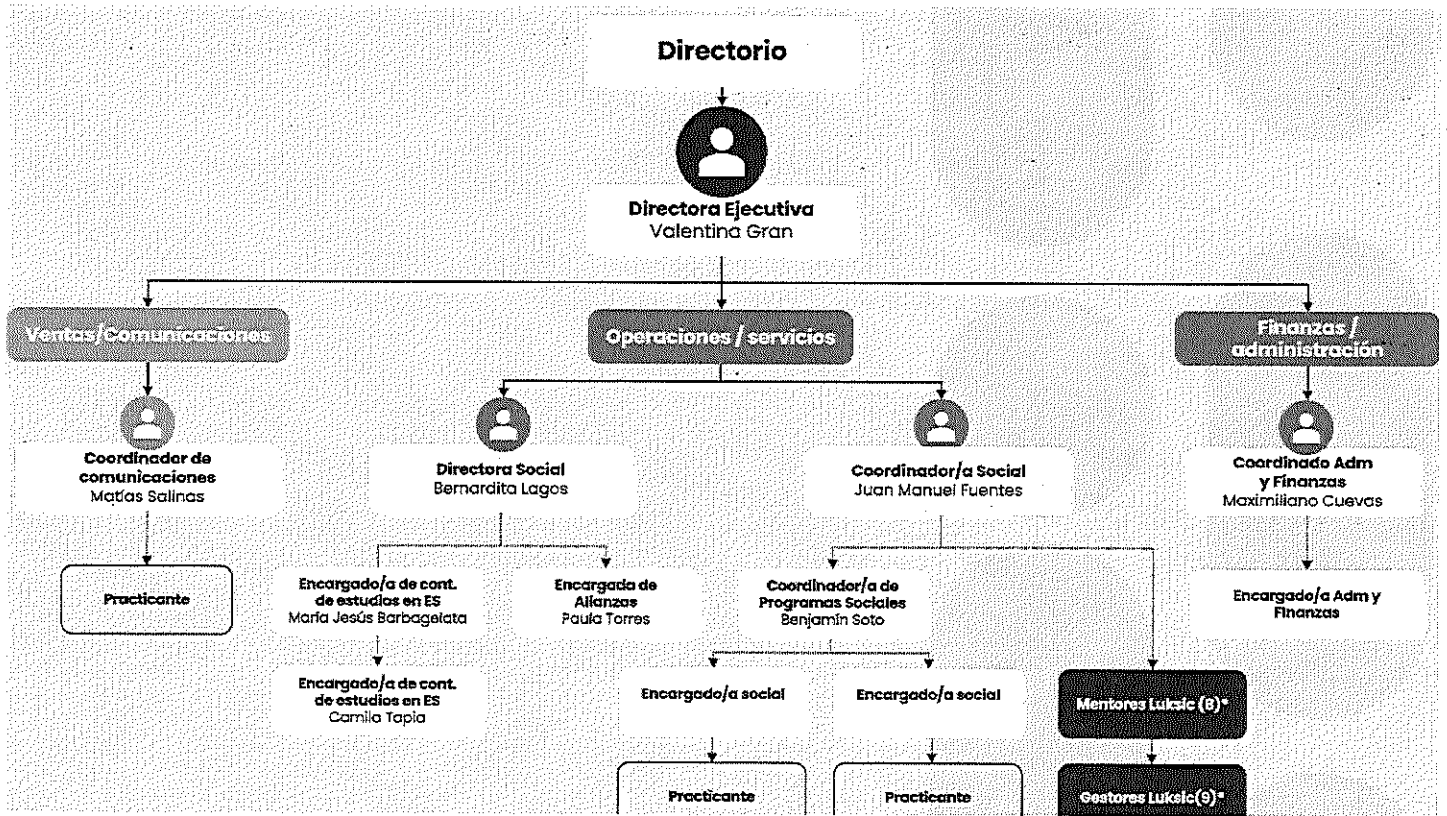 Directorio
Directora Ejecutiva
Valentina Gran
Ventas/Comunicaciones
Operaciones / servicios
Finanzas /
administración
Coordinador de
comunicaciones
Matías Salinas
Directora Social
Bernardita Lagos
Coordinador/a Social
Juan Manuel Fuentes
Coordinado Adm
y Finanzas
Maximiliano Cuevas
Practicante
Encargado/a de cont.
de estudios en ES
María Jesús Barbagelata
Encargada de
Alianzas
Paula Torres
Coordinador/a de
Programas Sociales
Benjamín Soto
Encargado/a Adm y
Finanzas
Encargado/a de cont.
de estudios en ES
Camila Tapia
Encargado/a social
Encargado/a social
Mentores Luksic (8)*
Practicante
Practicante
Gestores Luksic(9)*